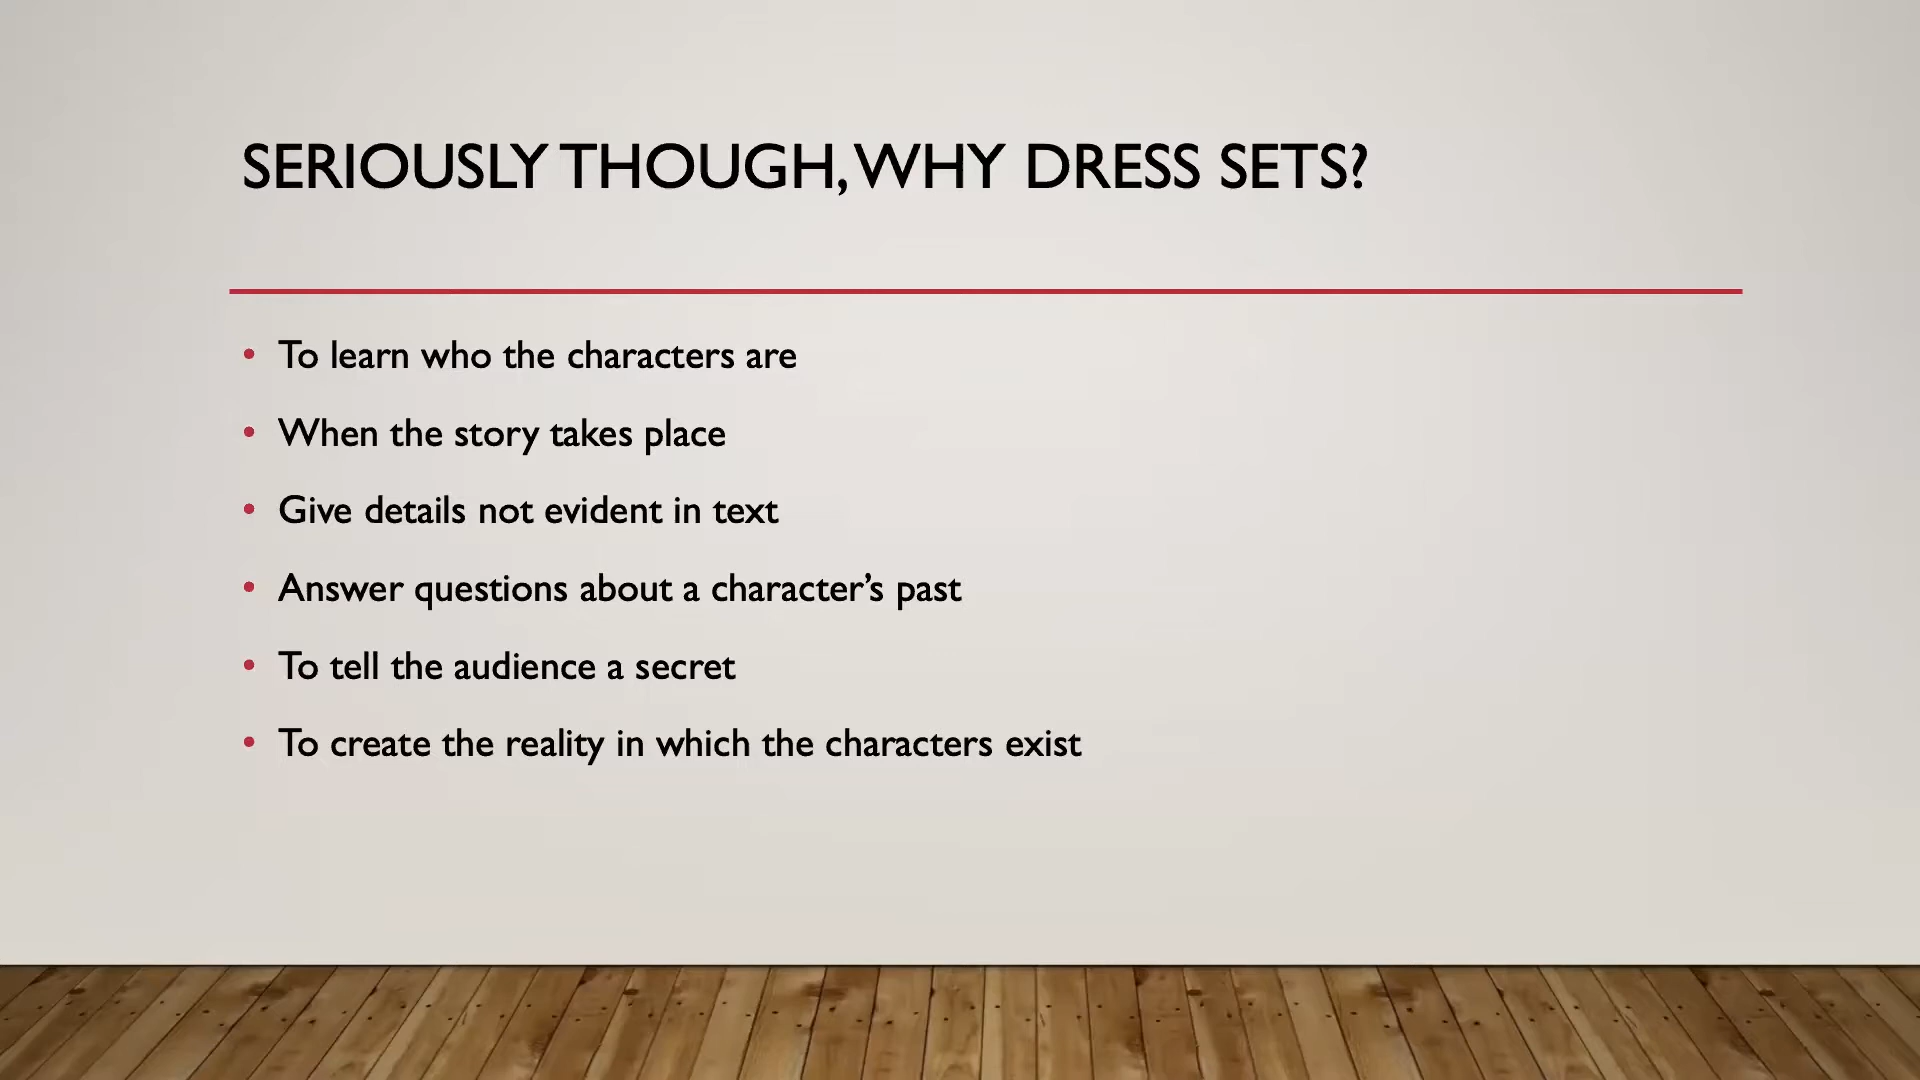 SERIOUSLY THOUGH, WHY DRESS SETS?
• To learn who the characters are
• When the story takes place
• Give details not evident in text
• Answer questions about a character’s past
• To tell the audience a secret
• To create the reality in which the characters exist